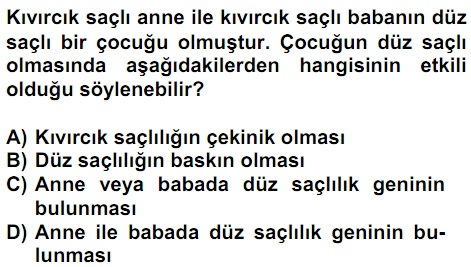 Kıvırcık saçlı anne ile kıvırcık saçlı babanın düz
saçlı bir çocuğu olmuştur. Çocuğun düz saçlı
olmasında aşağıdakilerden hangisinin etkili
olduğu söylenebilir?
A) Kıvırcık saçlılığın çekinik olması
B) Düz saçlılığın baskın olması
C) Anne veya babada düz saçlılık geninin
bulunması
D) Anne ile babada düz saçlılık geninin bu-
lunması